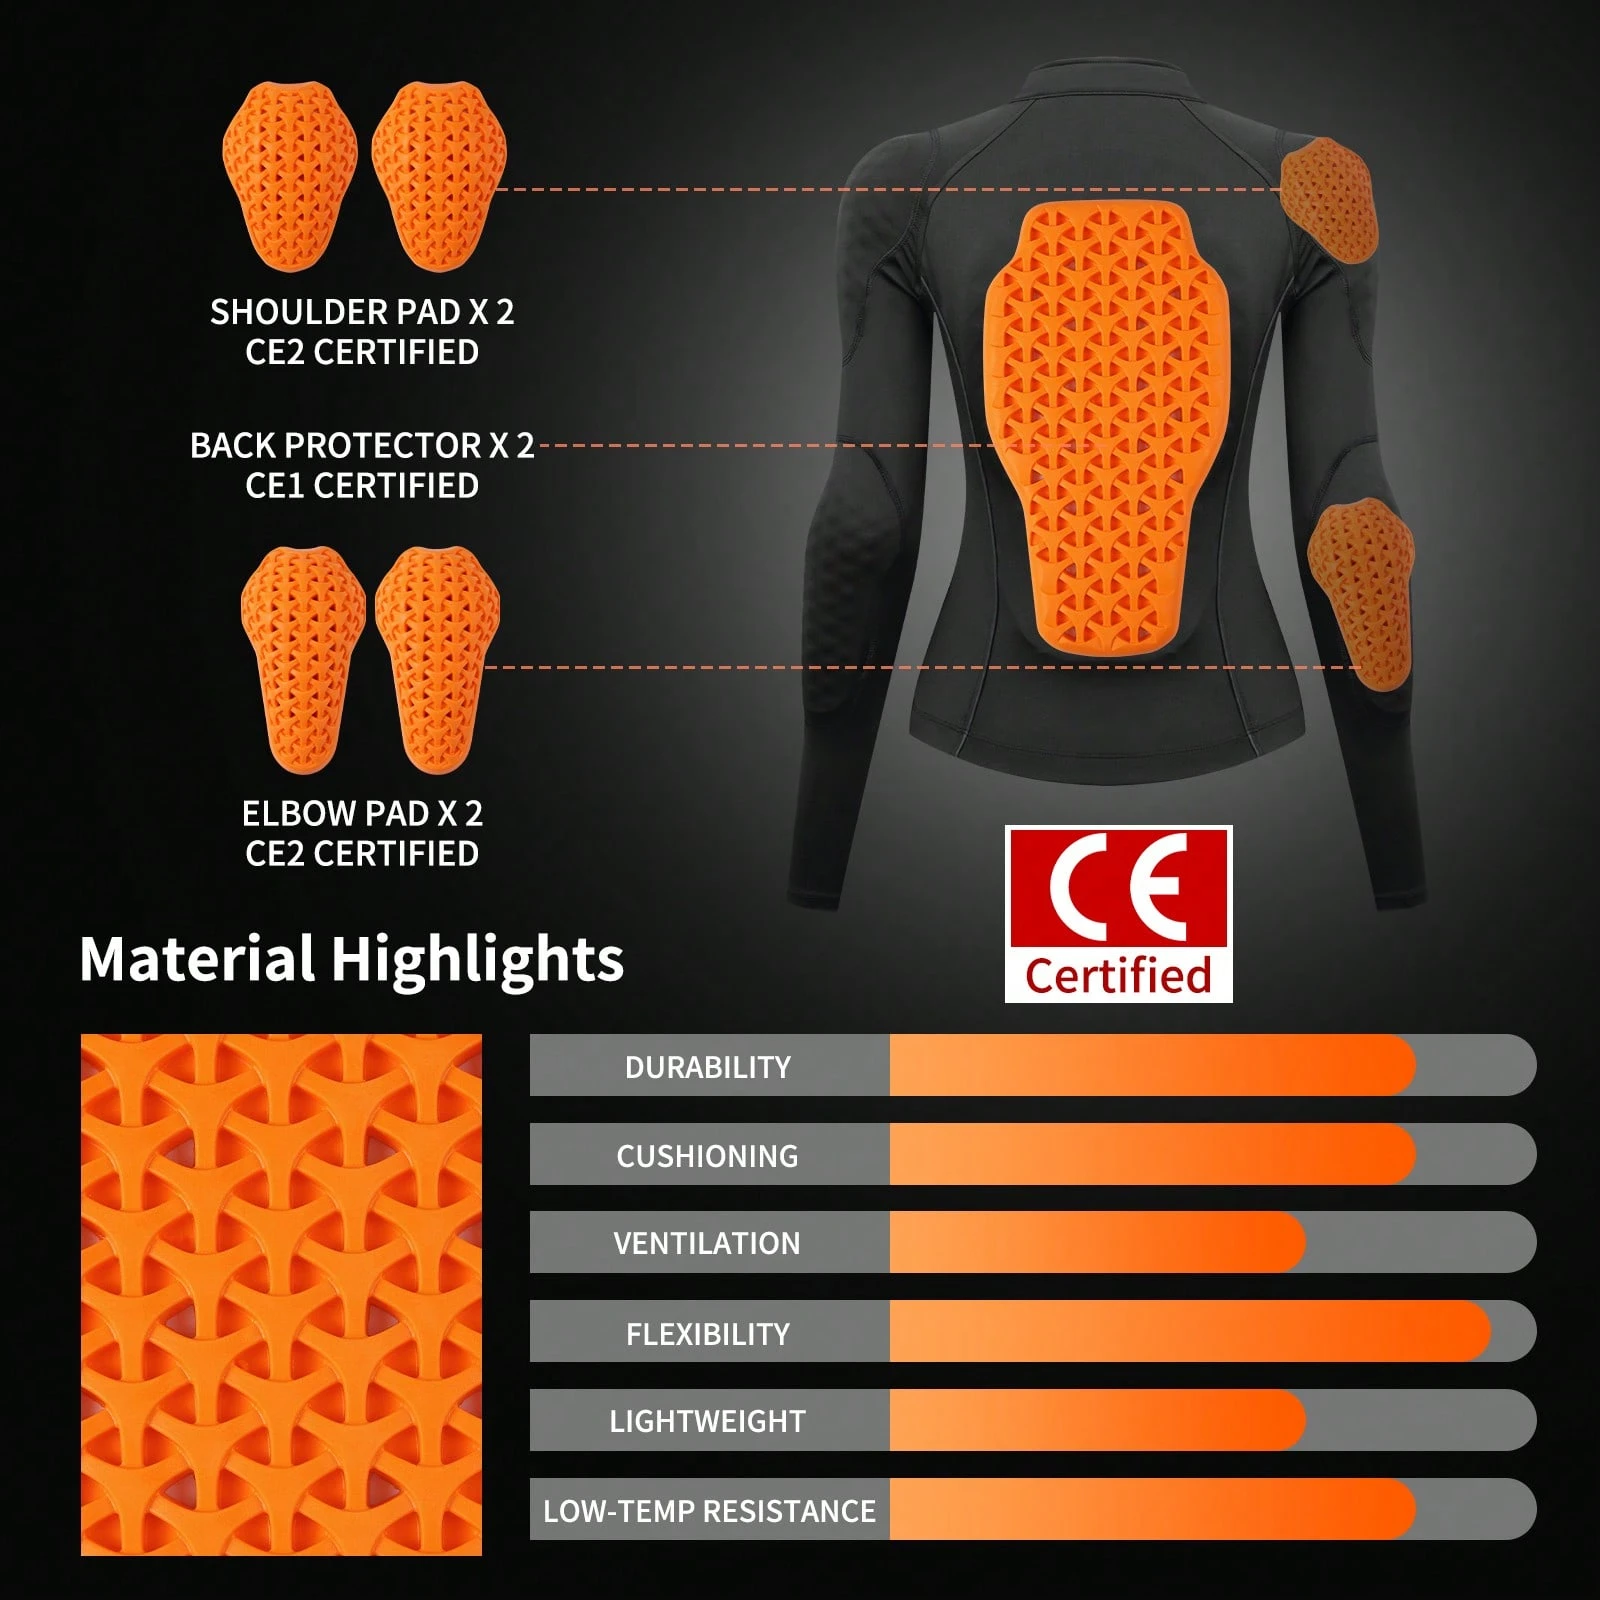 SHOULDER PAD X 2
CE2 CERTIFIED
BACK PROTECTOR X 2
CE1 CERTIFIED
ELBOW PAD X 2
CE2 CERTIFIED
CE
Certified
Material Highlights
DURABILITY
CUSHIONING
VENTILATION
FLEXIBILITY
LIGHTWEIGHT
LOW-TEMP RESISTANCE